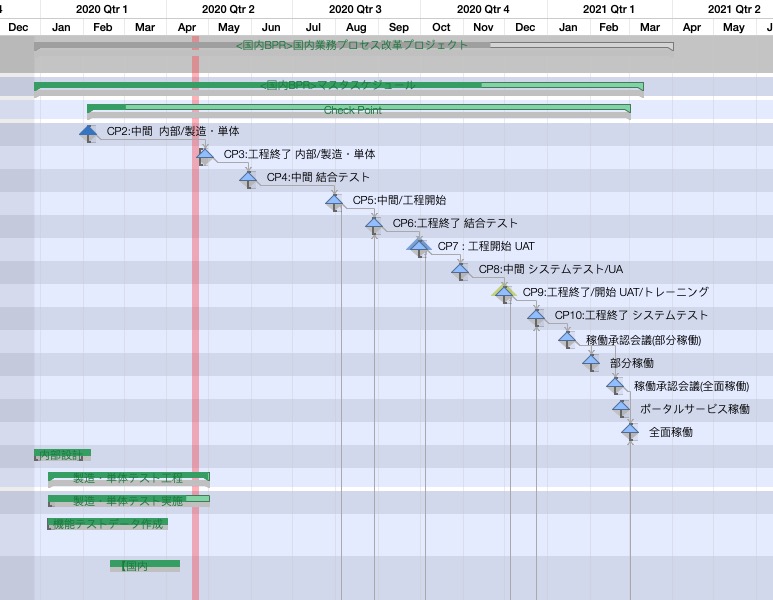 2020 Qtr 1 2020 Qtr 2 2020 Qtr 3 2020 Qtr 4 2021 Qtr 1 2021 Qtr 2
Dec Jan Feb Mar Apr May Jun Jul Aug Sep Oct Nov Dec Jan Feb Mar Apr May
<国内BPR>国内業務プロセス改革プロジェクト
<国内BPR>マスタスケジュール
Check Point
CP2:中間 内部/製造・単体
CP3:工程終了 内部/製造・単体
CP4:中間 結合テスト
CP5:中間/工程開始
CP6:工程終了 結合テスト
CP7 : 工程開始 UAT
CP8:中間 システムテスト/UA
CP9:工程終了/開始 UAT/トレーニング
CP10:工程終了 システムテスト
稼働承認会議(部分稼働)
部分稼働
稼働承認会議(全面稼働)
ポータルサービス稼働
全面稼働
内部設計
製造・単体テスト工程
製造・単体テスト実施
機能テストデータ作成
【国内